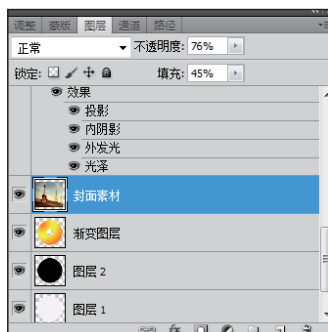 调整 蒙版 图层 通道 路径
正常 不透明度: 76%
锁定: 填充: 45%
效果
投影
内阴影
外发光
光泽
封面素材
渐变图层
图层 2
图层 1
fx